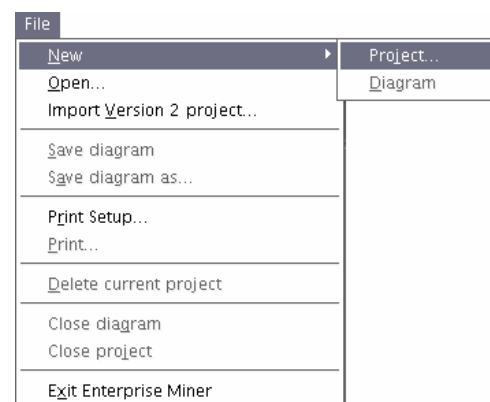 File
New
Project...
Open...
Diagram
Import Version 2 project...
Save diagram
Save diagram as...
Print Setup...
Print...
Delete current project
Close diagram
Close project
Exit Enterprise Miner